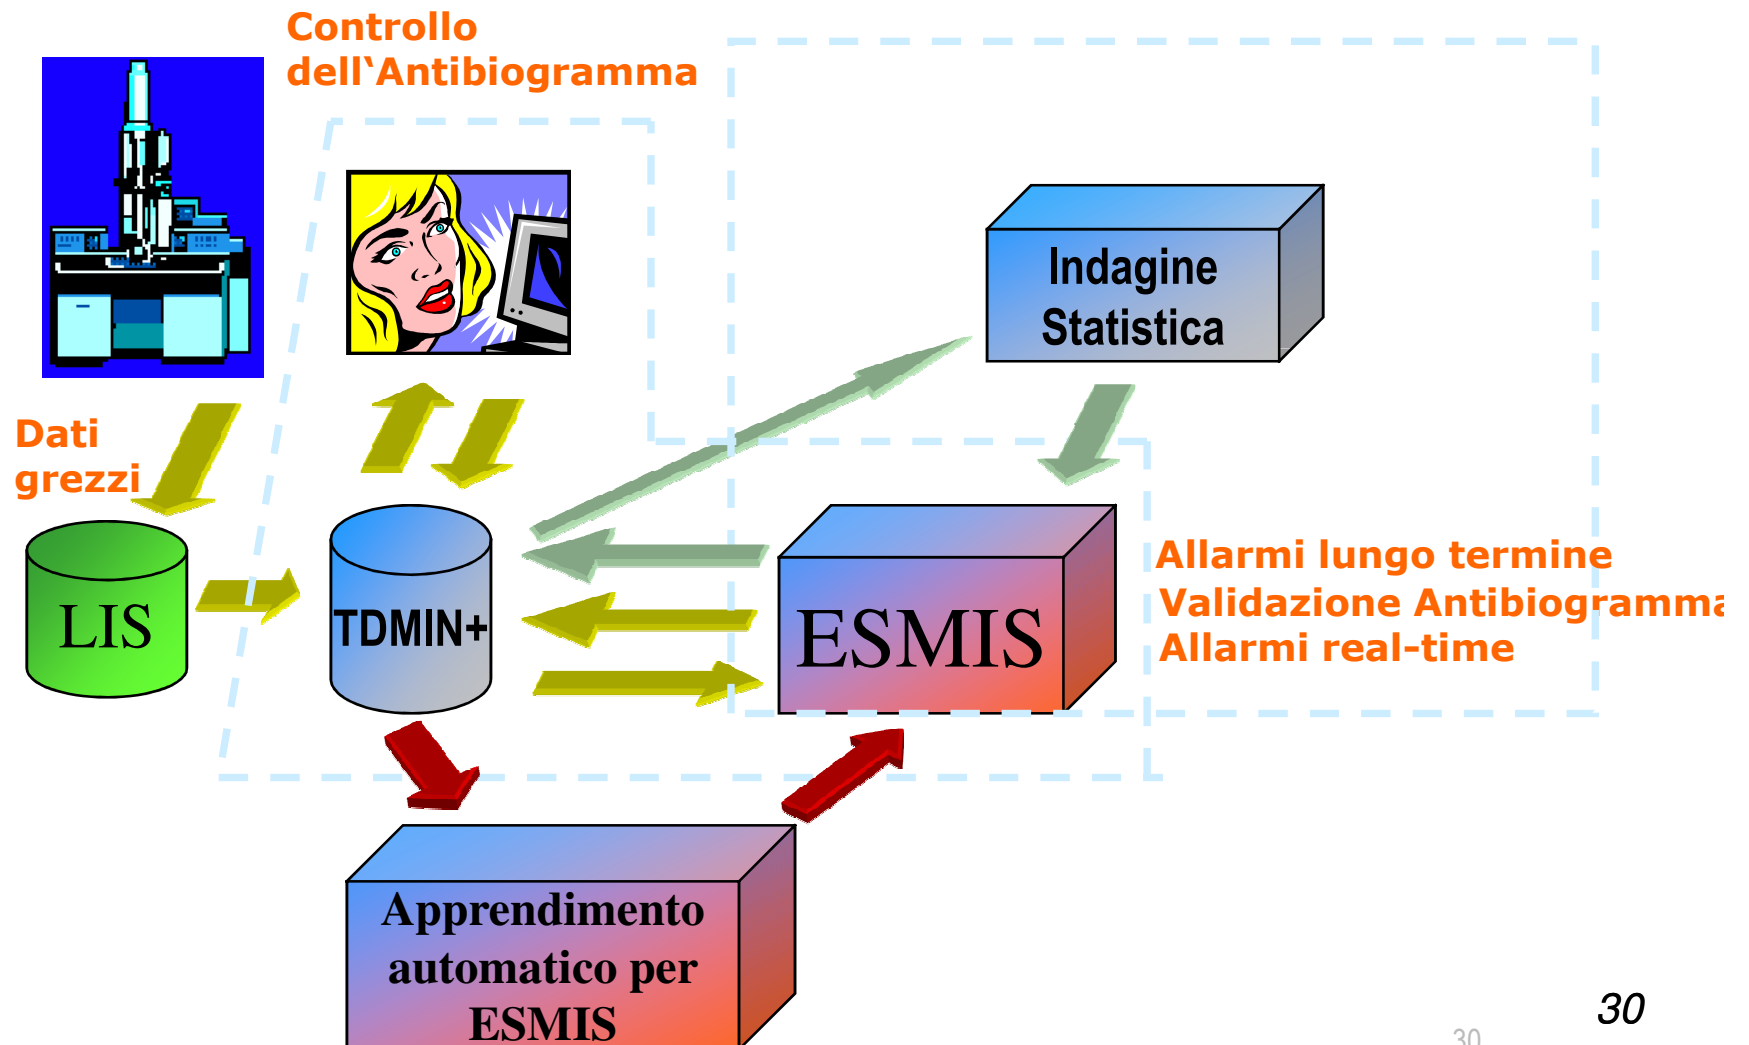 Controllo
dell‘Antibiogramma
Indagine
Statistica
Dati
grezzi
LIS
TDMIN+
ESMIS
Allarmi lungo termine
Validazione Antibiogramma
Allarmi real-time
Apprendimento
automatico per
ESMIS
30
30